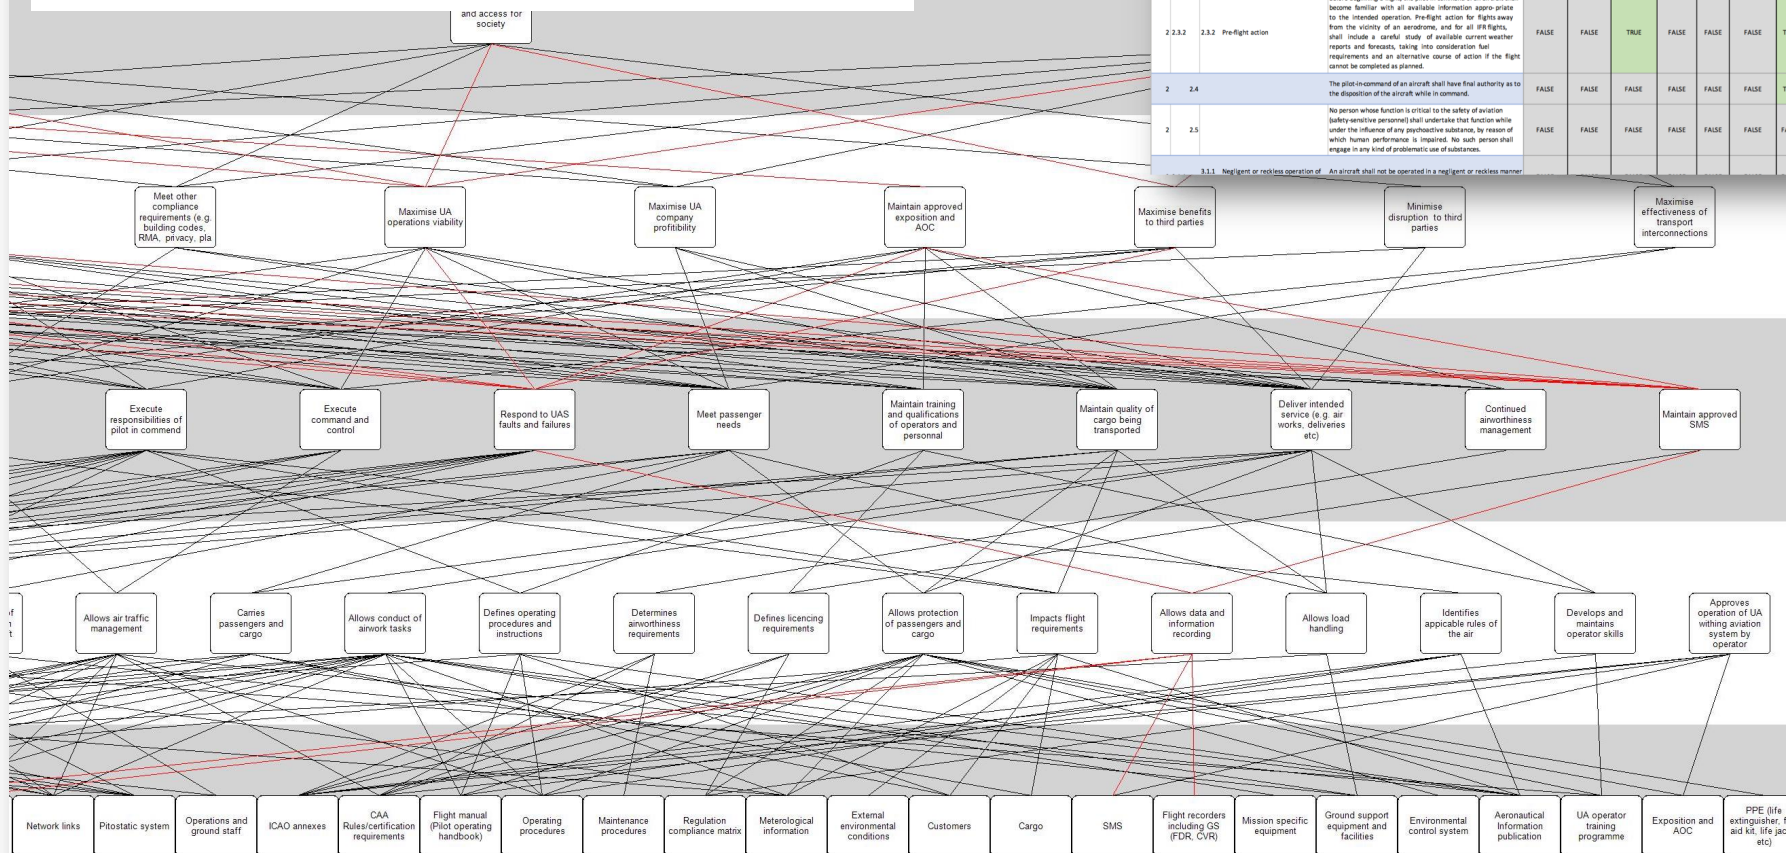 and access for
society
become familiar with all available information appro- priate
to the intended operation. Pre-flight action for flights away
from the vicinity of an aerodrome, and for all IFR flights,
shall include a careful study of available current weather
reports and forecasts, taking into consideration fuel
requirements and an alternative course of action if the flight
cannot be completed as planned.
2 2.3.2 2.3.2 Pre-flight action FALSE FALSE TRUE FALSE FALSE FALSE
2 2.4
The pilot-in-command of an aircraft shall have final authority as to
the disposition of the aircraft while in command.
FALSE FALSE FALSE FALSE FALSE FALSE
2 2.5
No person whose function is critical to the safety of aviation
(safety-sensitive personnel) shall undertake that function while
under the influence of any psychoactive substance, by reason of
which human performance is impaired. No such person shall
engage in any kind of problematic use of substances.
FALSE FALSE FALSE FALSE FALSE FALSE
3.1.1 Negligent or reckless operation of An aircraft shall not be operated in a negligent or reckless manner
Meet other
compliance
requirements (e.g.
building codes,
RMA, privacy, pla
Maximise UA
operations viability
Maximise UA
company
profitibility
Maintain approved
exposition and
AOC
Maximise benefits
to third parties
Minimise
disruption to third
parties
Maximise
effectiveness of
transport
interconnections
Execute
responsibilities of
pilot in commend
Execute
command and
control
Respond to UAS
faults and failures
Meet passenger
needs
Maintain training
and qualifications
of operators and
personnal
Maintain quality of
cargo being
transported
Deliver intended
service (e.g. air
works, deliveries
etc)
Continued
airworthiness
management
Maintain approved
SMS
Allows air traffic
management
Carries
passengers and
cargo
Allows conduct of
airwork tasks
Defines operating
procedures and
instructions
Determines
airworthiness
requirements
Defines licencing
requirements
Allows protection
of passengers and
cargo
Impacts flight
requirements
Allows data and
information
recording
Allows load
handling
Identifies
appicable rules of
the air
Develops and
maintains
operator skills
Approves
operation of UA
withing aviation
system by
operator
Network links
Pitostatic system
Operations and
ground staff
ICAO annexes
CAA
Rules/certification
requirements
Flight manual
(Pilot operating
handbook)
Operating
procedures
Maintenance
procedures
Regulation
compliance matrix
Meterological
information
External
environmental
conditions
Customers
Cargo
SMS
Flight recorders
including GS
(FDR, CVR)
Mission specific
equipment
Ground support
equipment and
facilities
Environmental
control system
Aeronautical
Information
publication
UA operator
training
programme
Exposition and
AOC
PPE (life
extinguisher, f
aid kit, life jac
etc)